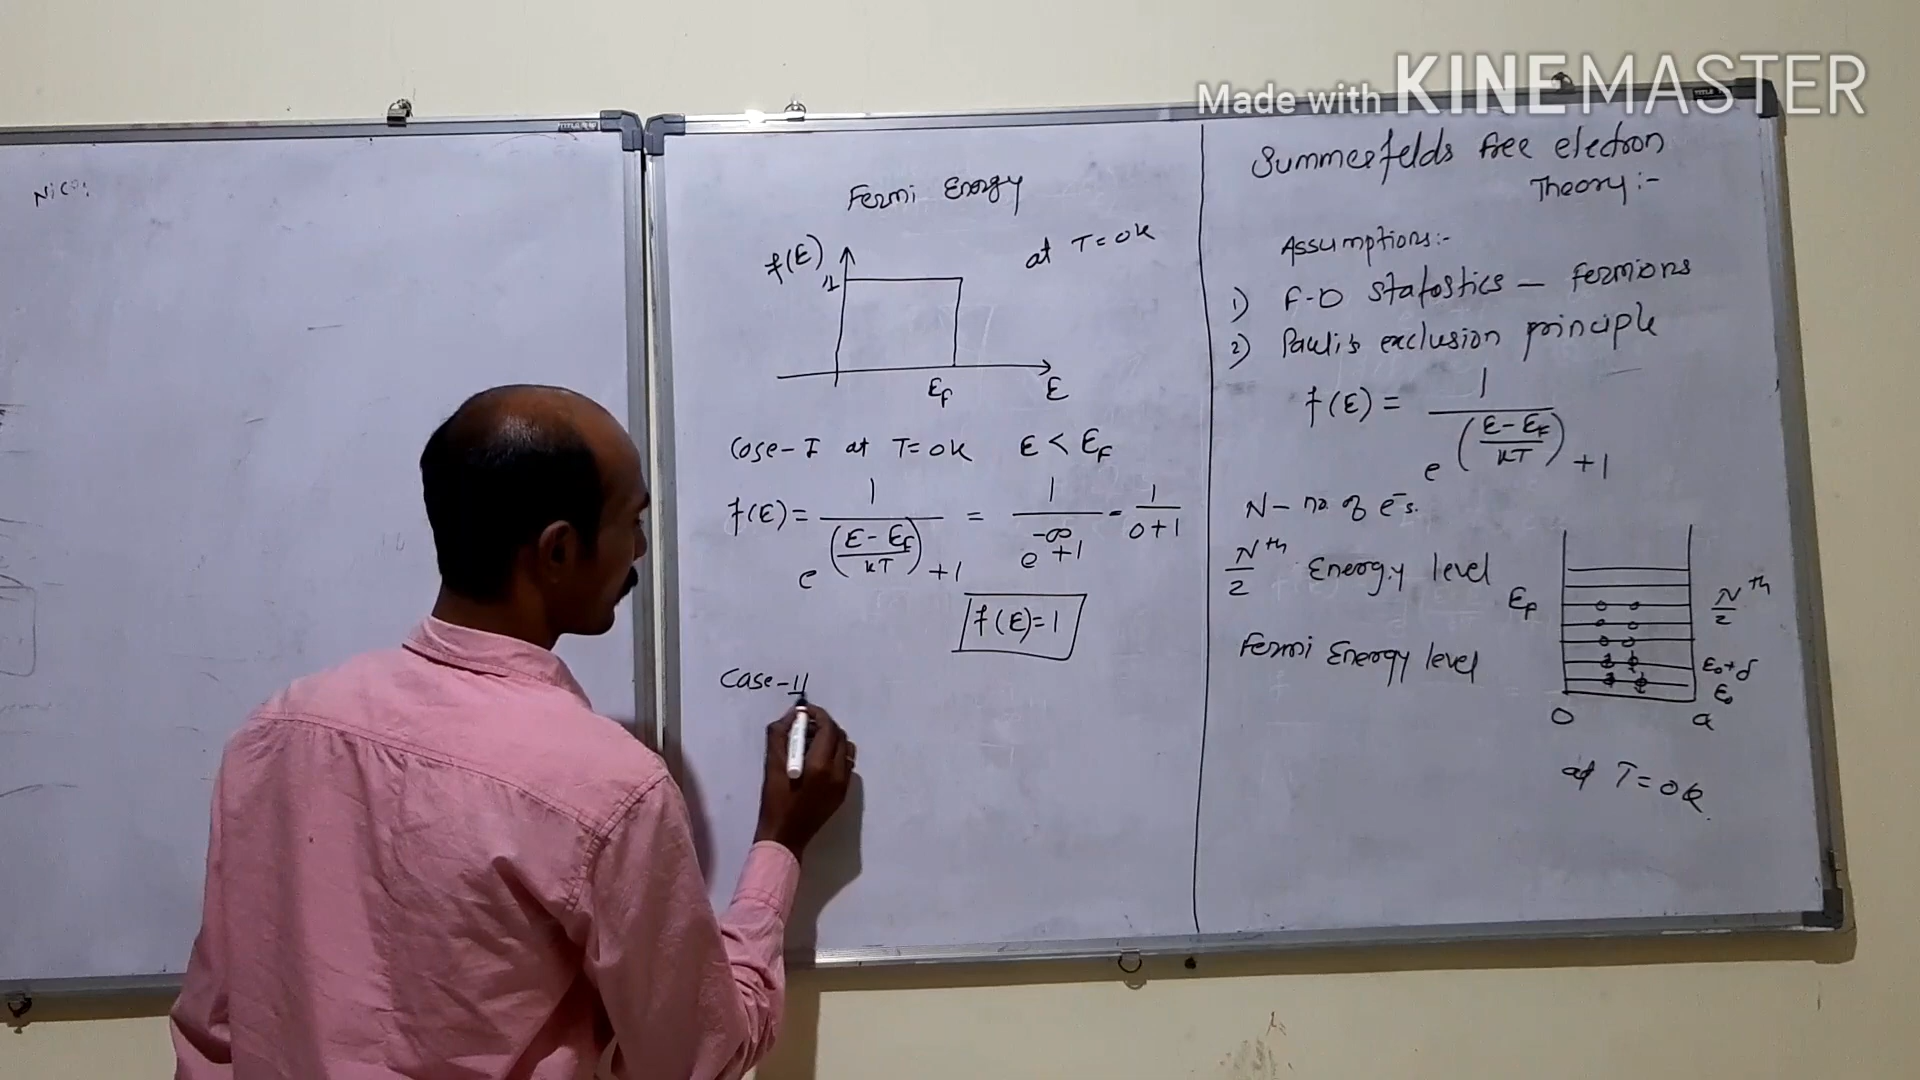 Made with KINEMASTER
Fermi Energy
f(E)
1
at T=0K
EF
E
Case-I at T=0K E < EF
f(E) = 1 / (e^((E-EF)/kT) +1) = 1 / (e^-∞ +1) = 1 / (0+1)
f(E)=1
Case-II
Summerfelds free electron
Theory:-
Assumptions:-
1) F-D Statostics - Fermions
2) Pauli's exclusion principle
f(E) = 1 / (e^((E-EF)/kT) +1)
N- no. of e-s.
N/2 th Energy level
Fermi Energy level
EF
N/2 th
E0+δ
E0
0 a
at T=0K